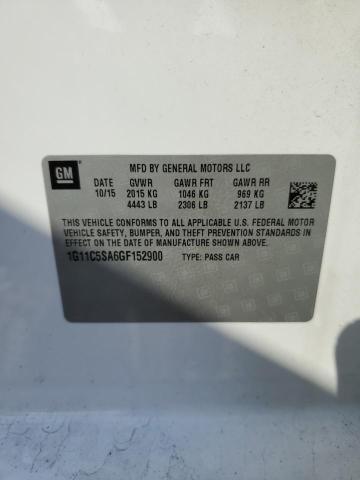 GM
MFD BY GENERAL MOTORS LLC
DATE GVWR GAWR FRT GAWR RR
10/15 2015 KG 1046 KG 969 KG
4443 LB 2306 LB 2137 LB
THIS VEHICLE CONFORMS TO ALL APPLICABLE U.S. FEDERAL MOTOR
VEHICLE SAFETY, BUMPER, AND THEFT PREVENTION STANDARDS IN
EFFECT ON THE DATE OF MANUFACTURE SHOWN ABOVE.
1G11C5SA6GF152900 TYPE: PASS CAR